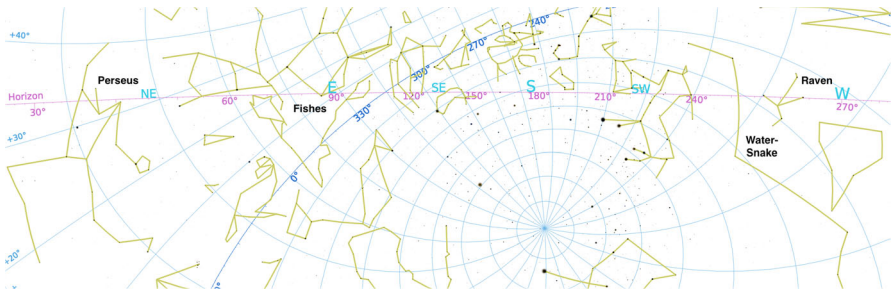 +40°
240°
270°
300°
Perseus
NE
E
SE
S
SW
Raven
W
Horizon
30°
60°
90°
120°
150°
180°
210°
240°
270°
Fishes
330°
+30°
Water-
Snake
0°
+20°